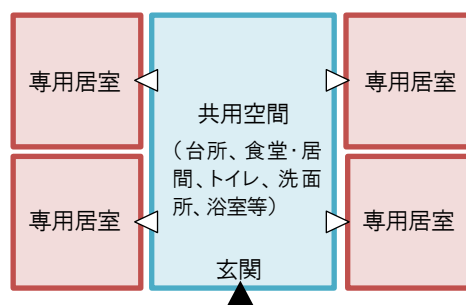 専用居室
専用居室
共用空間
（台所、食堂・居
間、トイレ、洗面
所、浴室等）
専用居室
専用居室
玄関